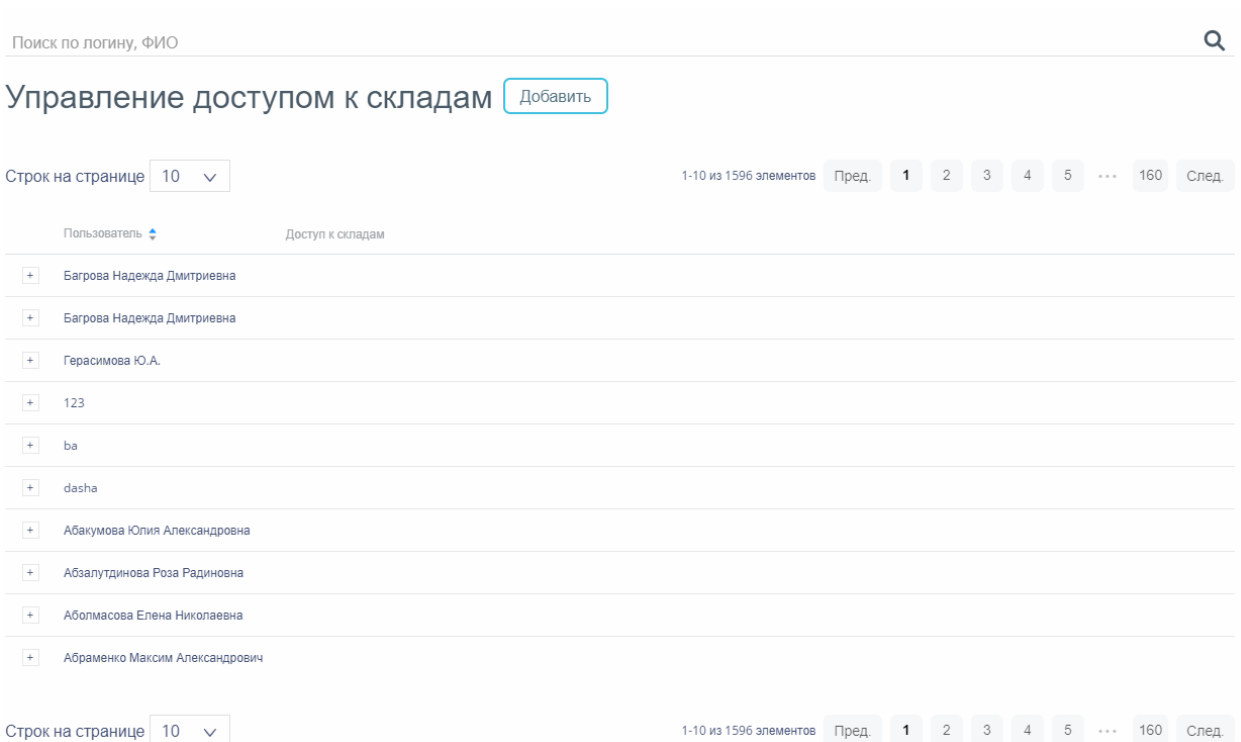 Поиск по логину, ФИО
Управление доступом к складам Добавить
Строк на странице 10 1-10 из 1596 элементов Пред. 1 2 3 4 5 ··· 160 След.
Пользователь Доступ к складам
+ Багрова Надежда Дмитриевна
+ Багрова Надежда Дмитриевна
+ Герасимова Ю.А.
+ 123
+ ba
+ dasha
+ Абакумова Юлия Александровна
+ Абзалутдинова Роза Радиновна
+ Аболмасова Елена Николаевна
+ Абраменко Максим Александрович
Строк на странице 10 1-10 из 1596 элементов Пред. 1 2 3 4 5 ··· 160 След.